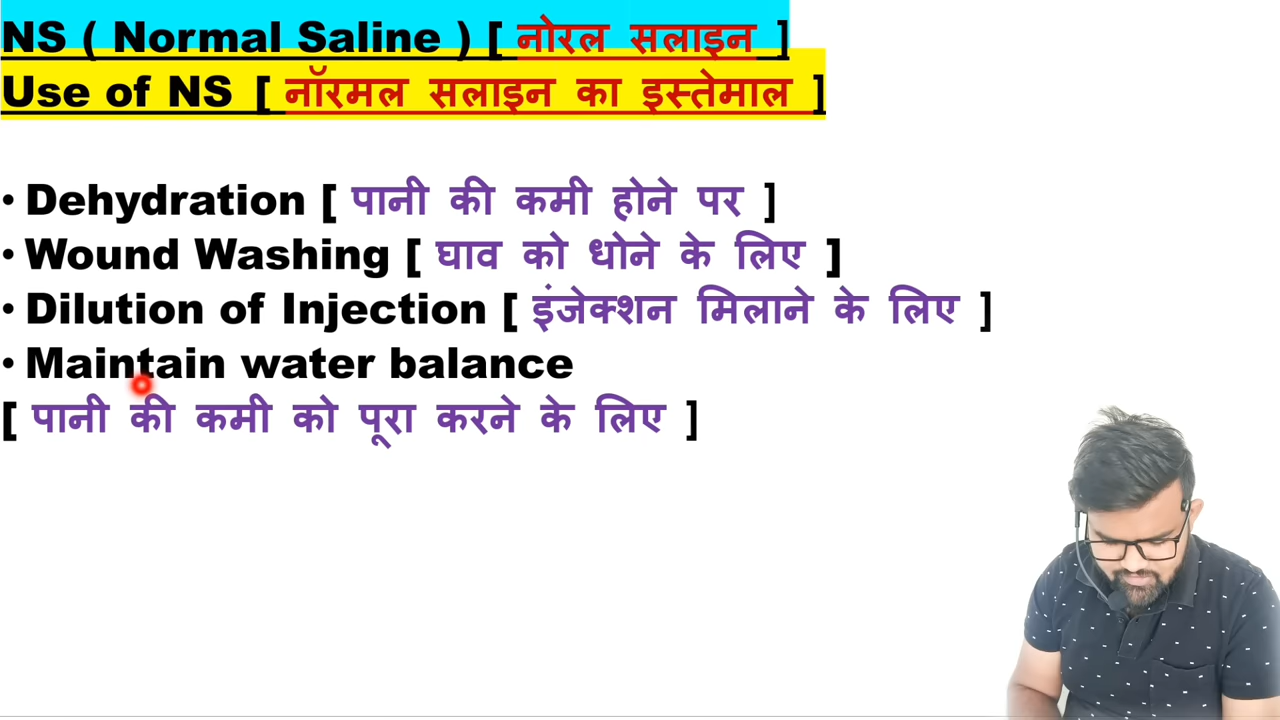 NS ( Normal Saline ) [ नोरल सलाइन ]
Use of NS [ नॉरमल सलाइन का इस्तेमाल ]
• Dehydration [ पानी की कमी होने पर ]
• Wound Washing [ घाव को धोने के लिए ]
• Dilution of Injection [ इंजेक्शन मिलाने के लिए ]
• Maintain water balance
[ पानी की कमी को पूरा करने के लिए ]